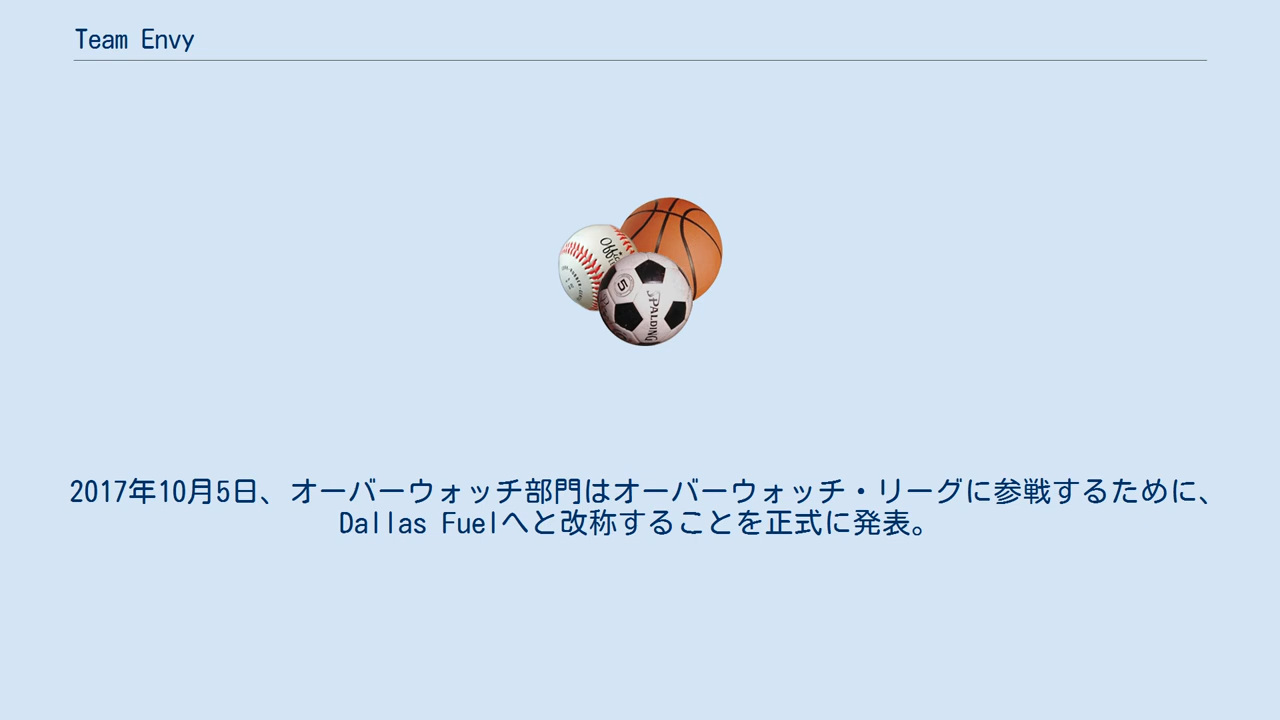 Team Envy
Offic
5
SPALDING
2017年10月5日、オーバーウォッチ部門はオーバーウォッチ・リーグに参戦するために、
Dallas Fuelへと改称することを正式に発表。